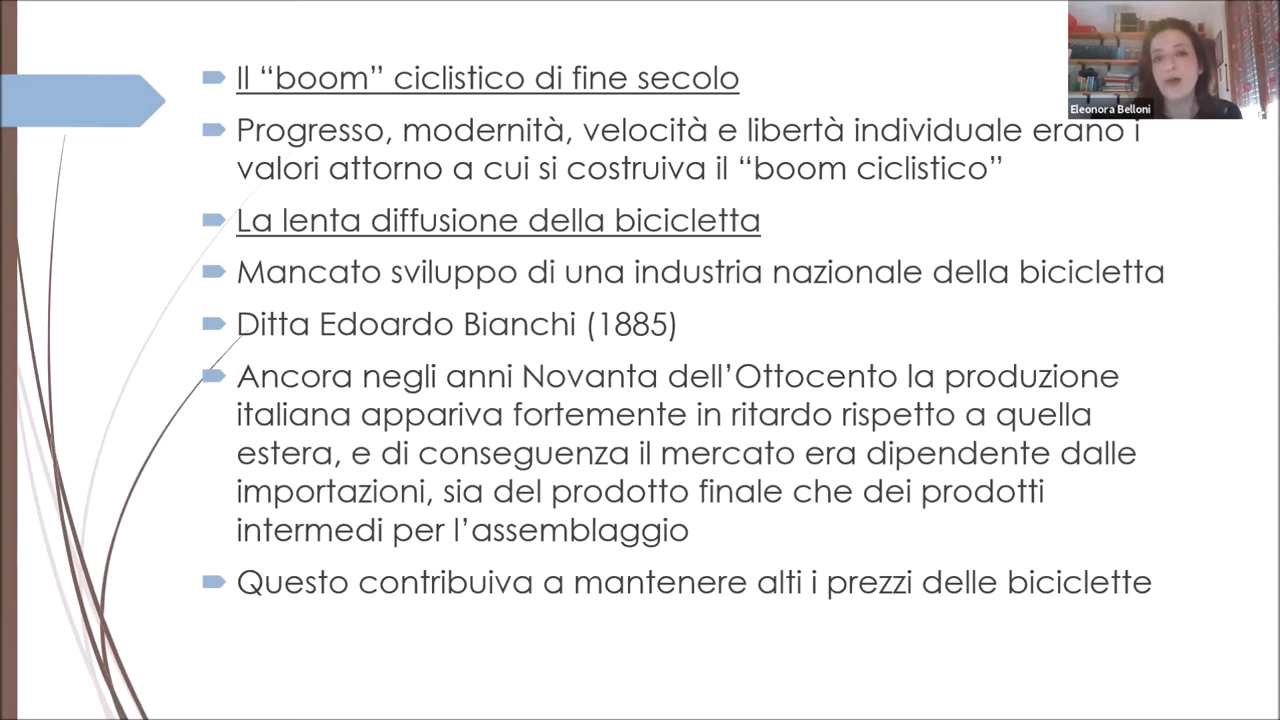 Il “boom” ciclistico di fine secolo
Progresso, modernità, velocità e libertà individuale erano i
valori attorno a cui si costruiva il “boom ciclistico”
La lenta diffusione della bicicletta
Mancato sviluppo di una industria nazionale della bicicletta
Ditta Edoardo Bianchi (1885)
Ancora negli anni Novanta dell’Ottocento la produzione
italiana appariva fortemente in ritardo rispetto a quella
estera, e di conseguenza il mercato era dipendente dalle
importazioni, sia del prodotto finale che dei prodotti
intermedi per l’assemblaggio
Questo contribuiva a mantenere alti i prezzi delle biciclette
Eleonora Belloni